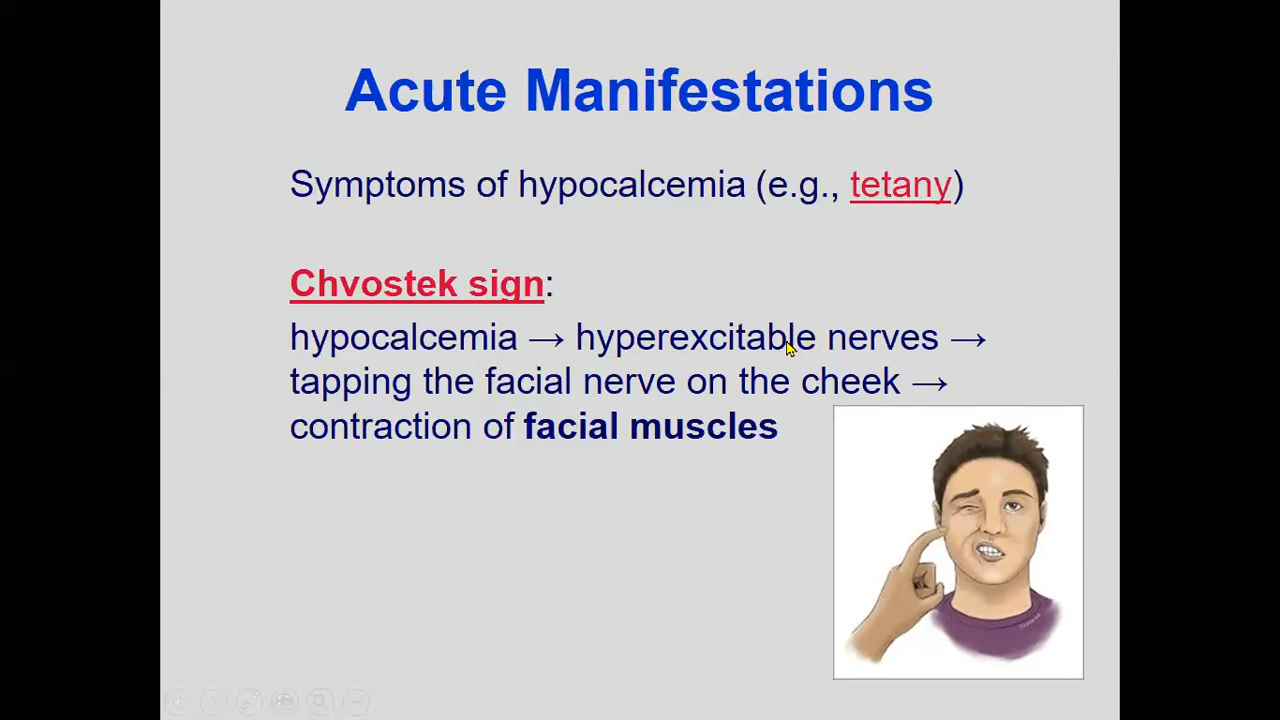 Acute Manifestations
Symptoms of hypocalcemia (e.g., tetany)
Chvostek sign:
hypocalcemia → hyperexcitable nerves →
tapping the facial nerve on the cheek →
contraction of facial muscles